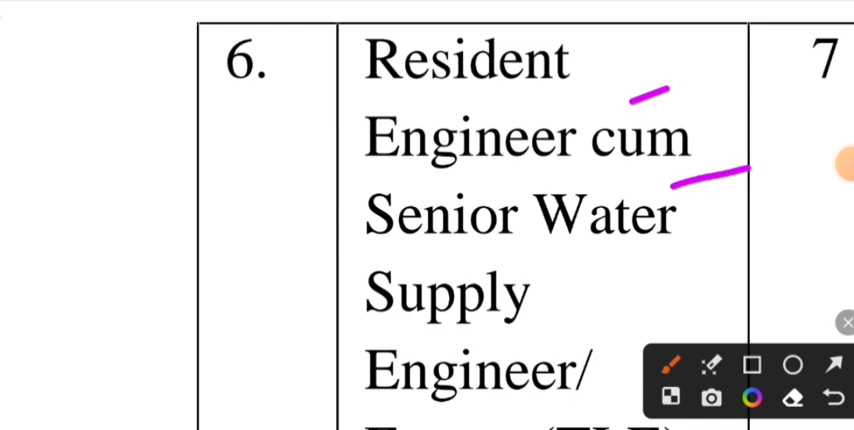 6. Resident 7
Engineer cum
Senior Water
Supply
Engineer/